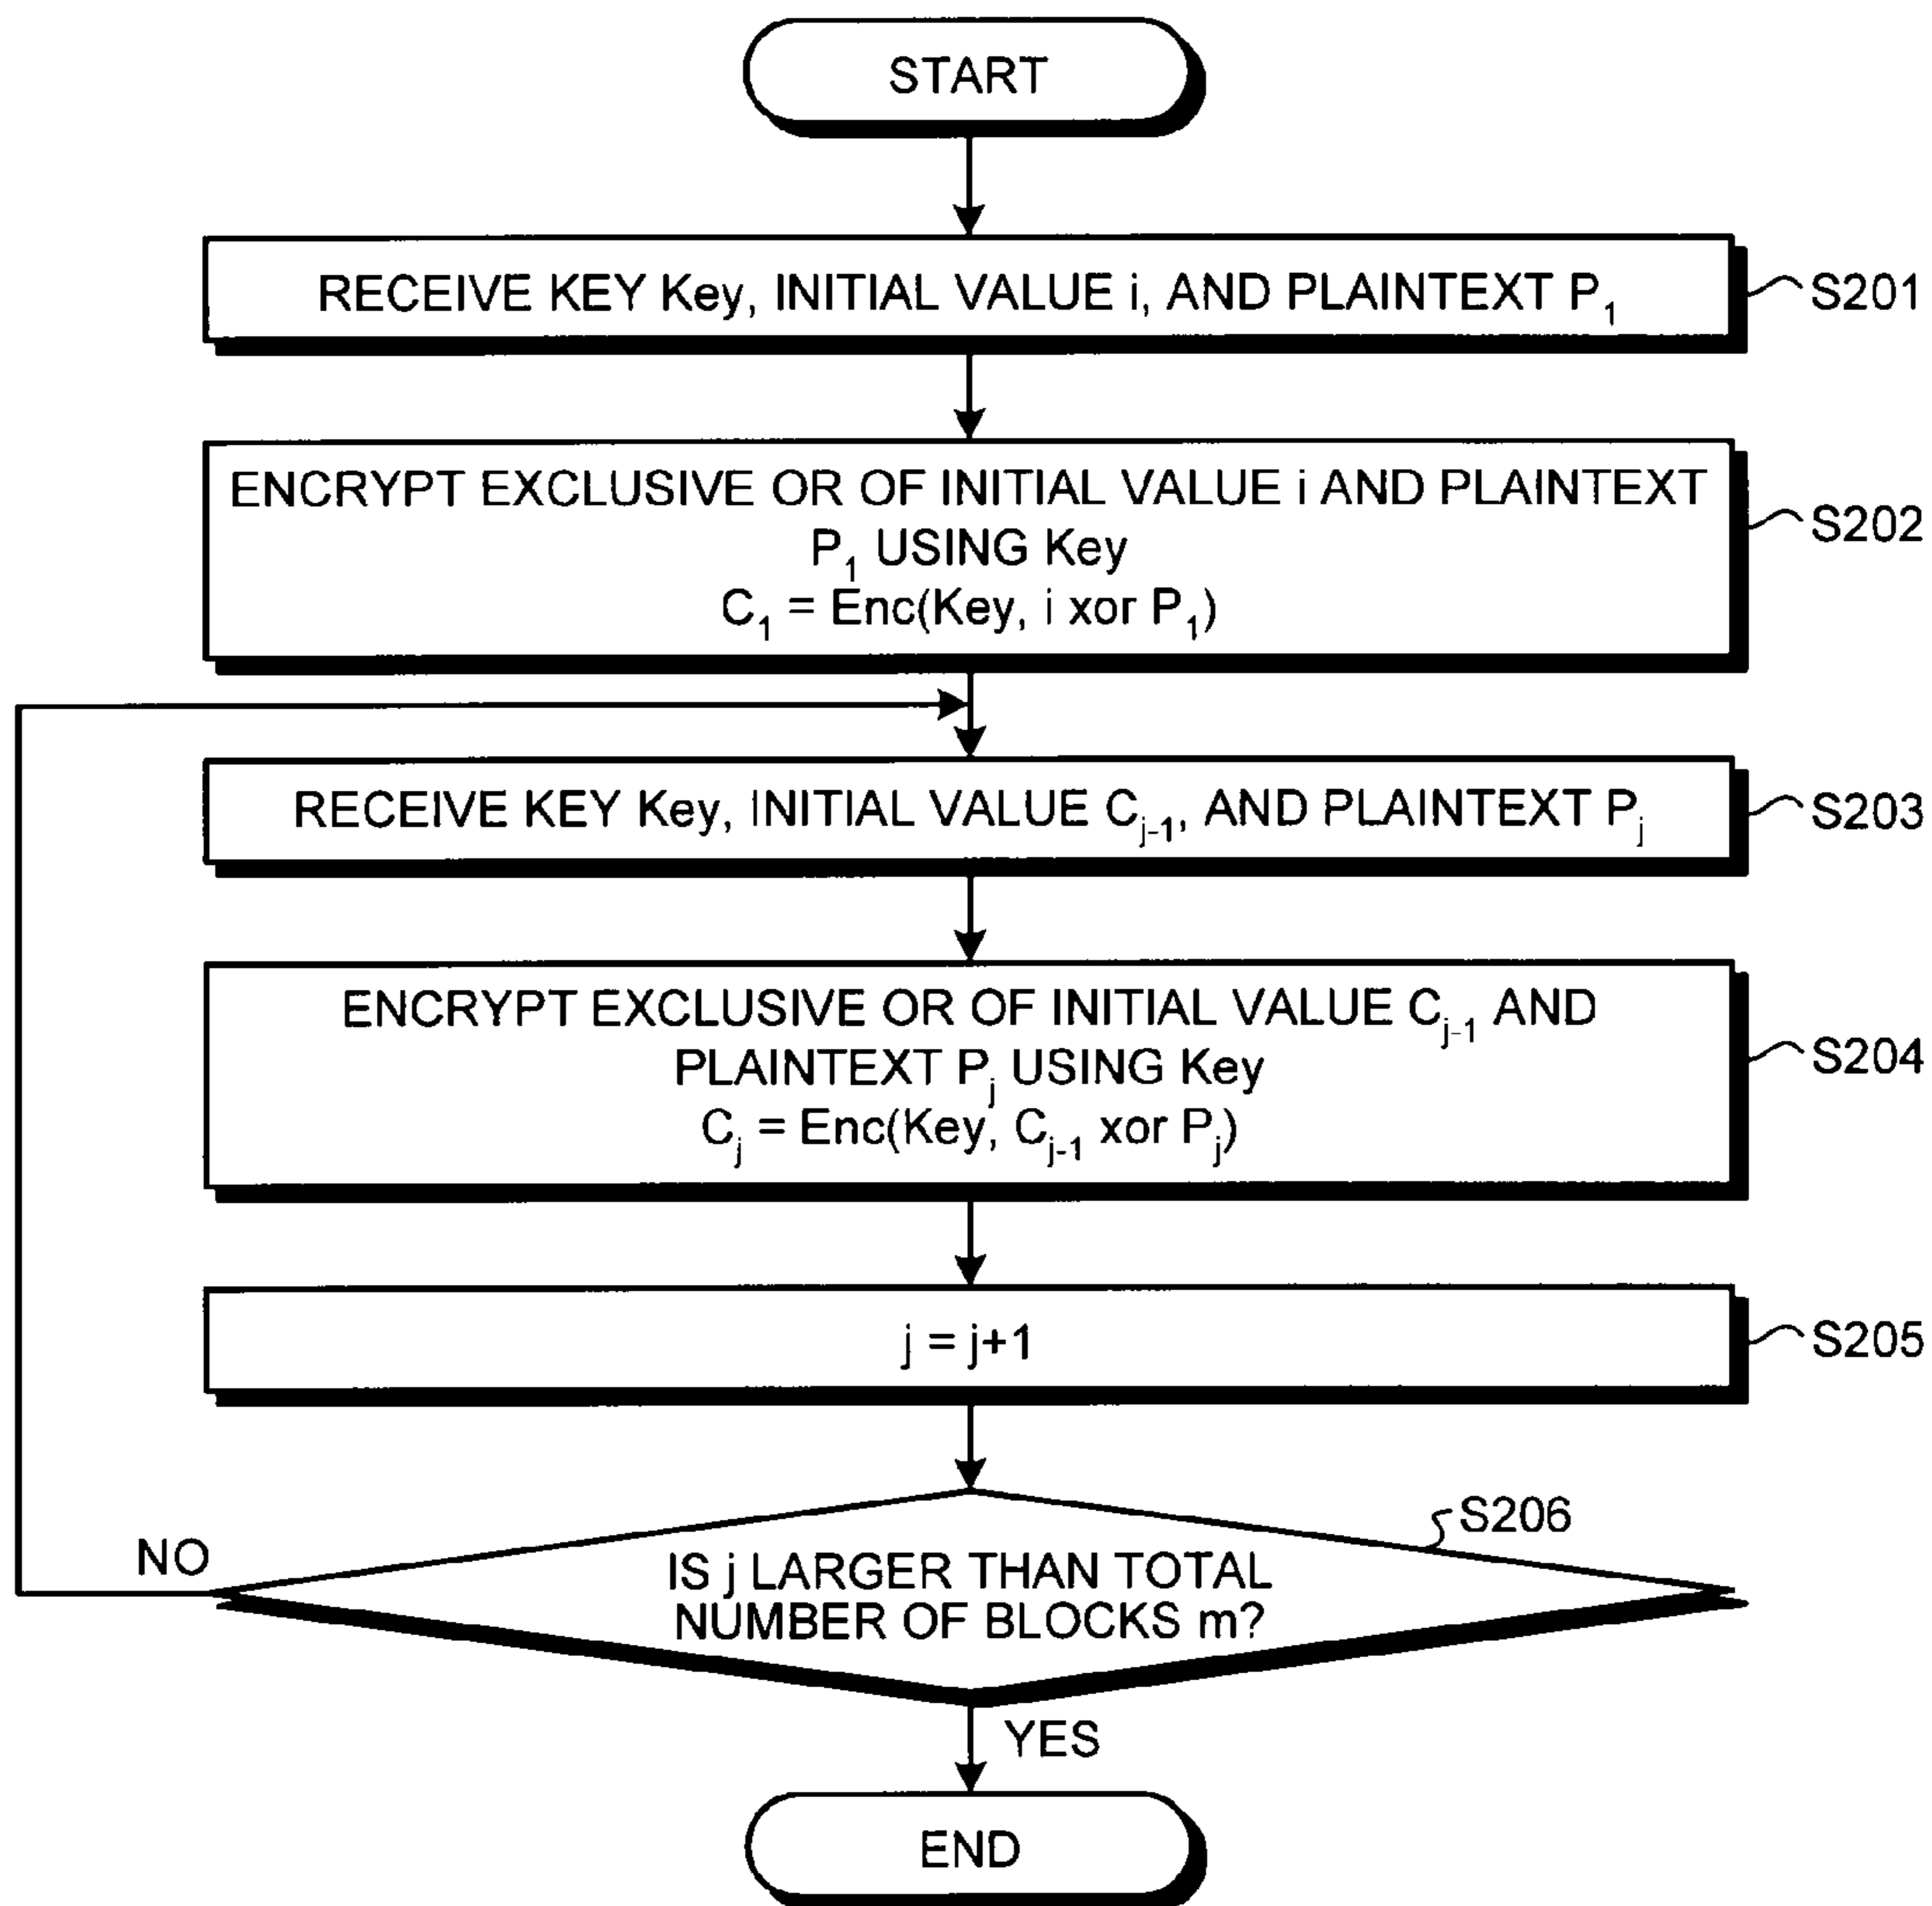 START
RECEIVE KEY Key, INITIAL VALUE i, AND PLAINTEXT P₁
S201
ENCRYPT EXCLUSIVE OR OF INITIAL VALUE i AND PLAINTEXT
P₁ USING Key
C₁ = Enc(Key, i xor P₁)
S202
RECEIVE KEY Key, INITIAL VALUE Cⱼ₋₁, AND PLAINTEXT Pⱼ
S203
ENCRYPT EXCLUSIVE OR OF INITIAL VALUE Cⱼ₋₁ AND
PLAINTEXT Pⱼ USING Key
Cⱼ = Enc(Key, Cⱼ₋₁ xor Pⱼ)
S204
j = j+1
S205
S206
NO
IS j LARGER THAN TOTAL
NUMBER OF BLOCKS m?
YES
END